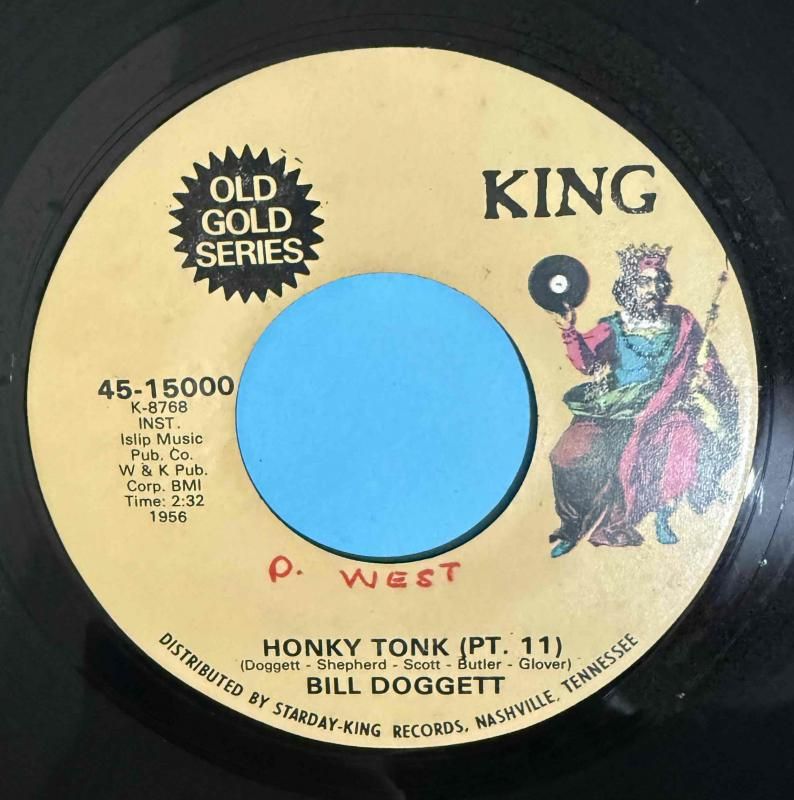 OLD
GOLD
SERIES
KING
45-15000
K-8768
INST.
Islip Music
Pub. Co.
W & K Pub.
Corp. BMI
Time: 2:32
1956
P. WEST
HONKY TONK (PT. 11)
(Doggett - Shepherd - Scott - Butler - Glover)
BILL DOGGETT
DISTRIBUTED BY STARDAY-KING RECORDS, NASHVILLE, TENNESSEE